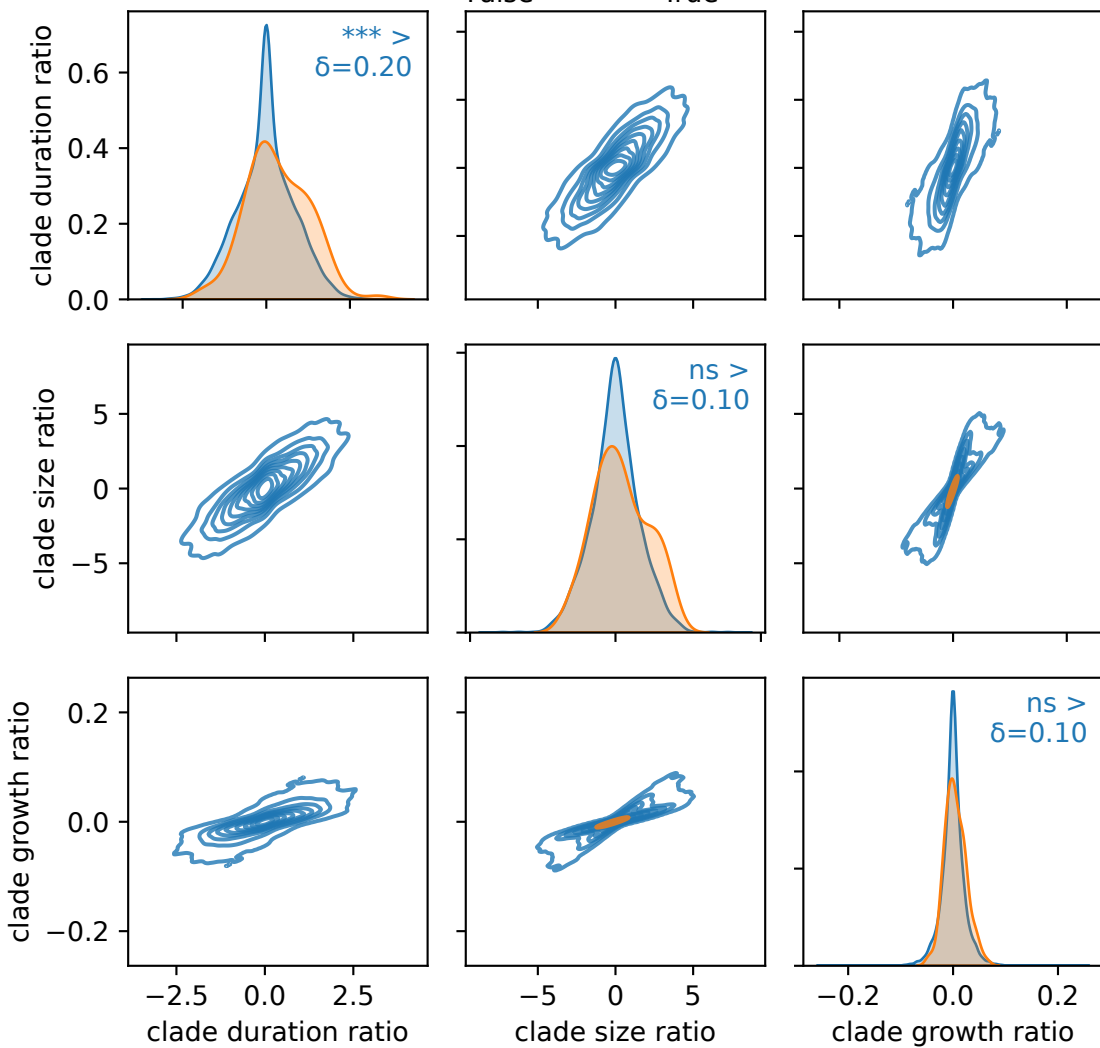 clade duration ratio
0.6
0.4
0.2
0.0
*** >
δ=0.20
clade size ratio
5
0
−5
ns >
δ=0.10
clade growth ratio
0.2
0.0
−0.2
ns >
δ=0.10
−2.5 0.0 2.5
−5 0 5
−0.2 0.0 0.2
clade duration ratio
clade size ratio
clade growth ratio